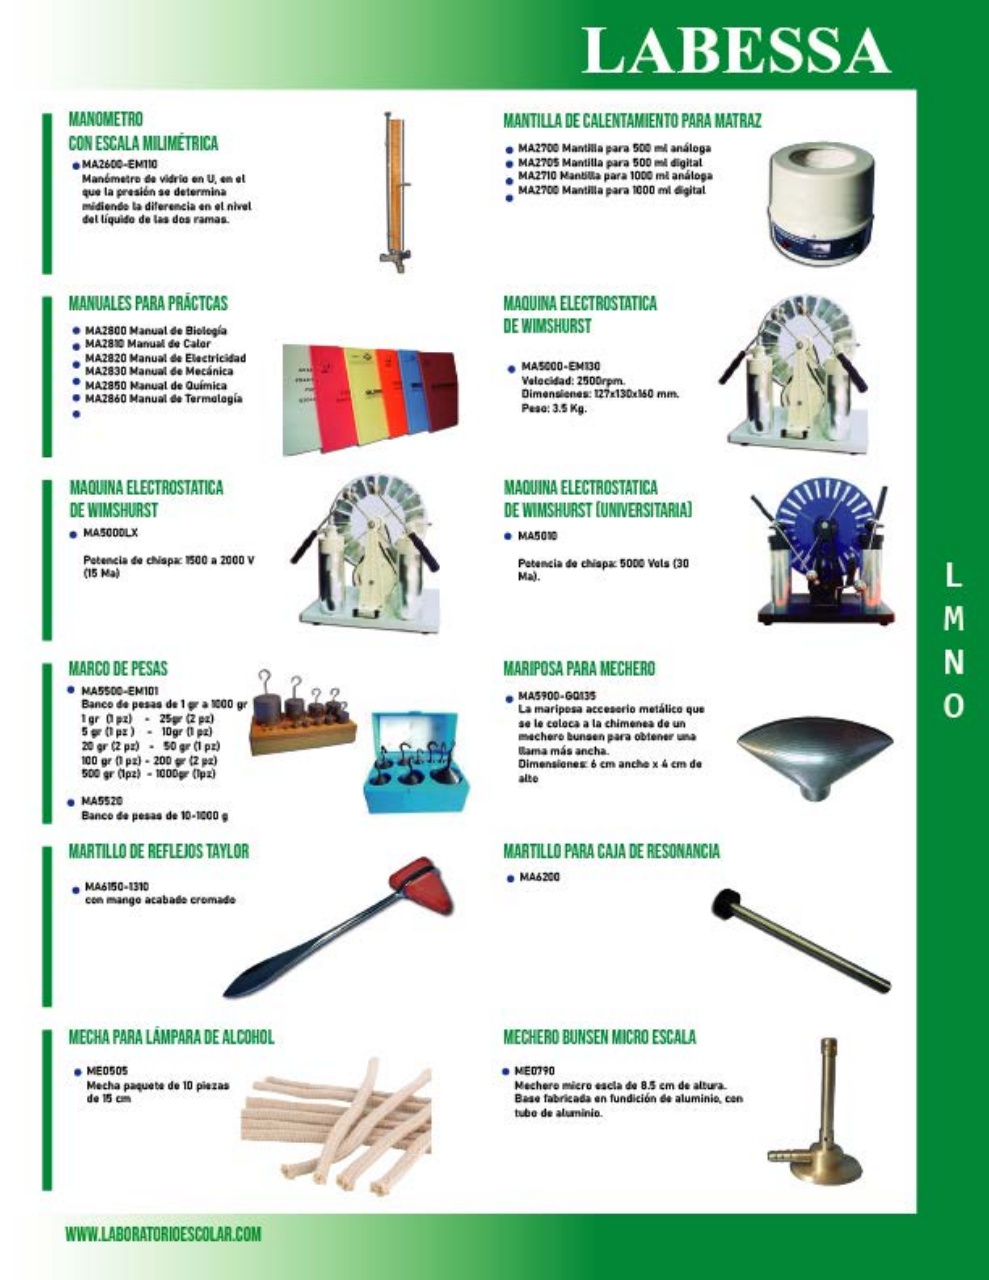 LABESSA
MANOMETRO
CON ESCALA MILIMÉTRICA
MA2600-EM110
Manómetro de vidrio en U, en el
que la presión se determina
midiendo la diferencia en el nivel
del líquido de las dos ramas.
MANTILLA DE CALENTAMIENTO PARA MATRAZ
MA2700 Mantilla para 500 ml análoga
MA2705 Mantilla para 500 ml digital
MA2710 Mantilla para 1000 ml análoga
MA2700 Mantilla para 1000 ml digital
MANUALES PARA PRÁCTCAS
MA2800 Manual de Biología
MA2810 Manual de Calor
MA2820 Manual de Electricidad
MA2830 Manual de Mecánica
MA2850 Manual de Química
MA2860 Manual de Termología
MAQUINA ELECTROSTATICA
DE WIMSHURST
MA5000-EM130
Velocidad: 2500rpm.
Dimensiones: 127x130x160 mm.
Peso: 3.5 Kg.
MAQUINA ELECTROSTATICA
DE WIMSHURST
MA5000LX
Potencia de chispa: 1500 a 2000 V
(15 Ma)
MAQUINA ELECTROSTATICA
DE WIMSHURST (UNIVERSITARIA)
MA5010
Potencia de chispa: 5000 Vols (30
Ma).
MARCO DE PESAS
MA5500-EM101
Banco de pesas de 1 gr a 1000 gr
1 gr (1 pz) - 25gr (2 pz)
5 gr (1 pz ) - 10gr (1 pz)
20 gr (2 pz) - 50 gr (1 pz)
100 gr (1 pz) - 200 gr (2 pz)
500 gr (1pz) - 1000gr (1pz)
MA5520
Banco de pesas de 10-1000 g
MARIPOSA PARA MECHERO
MA5900-GQ135
La mariposa accesorio metálico que
se le coloca a la chimenea de un
mechero bunsen para obtener una
llama más ancha.
Dimensiones: 6 cm ancho x 4 cm de
alto
MARTILLO DE REFLEJOS TAYLOR
MA6150-1310
con mango acabado cromado
MARTILLO PARA CAJA DE RESONANCIA
MA6200
MECHA PARA LÁMPARA DE ALCOHOL
ME0505
Mecha paquete de 10 piezas
de 15 cm
MECHERO BUNSEN MICRO ESCALA
ME0790
Mechero micro escla de 8.5 cm de altura.
Base fabricada en fundición de aluminio, con
tubo de aluminio.
L
M
N
O
WWW.LABORATORIOESCOLAR.COM